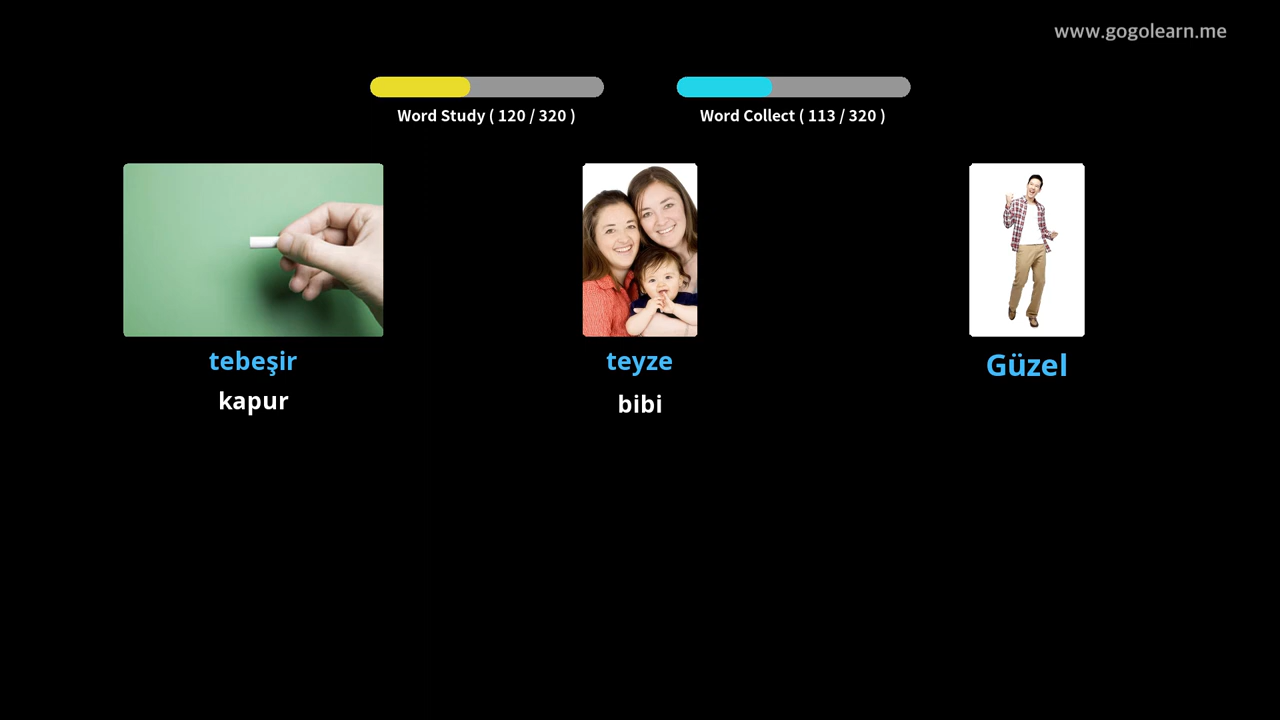 www.gogolearn.me
Word Study ( 120 / 320 )
Word Collect ( 113 / 320 )
tebeşir
kapur
teyze
bibi
Güzel